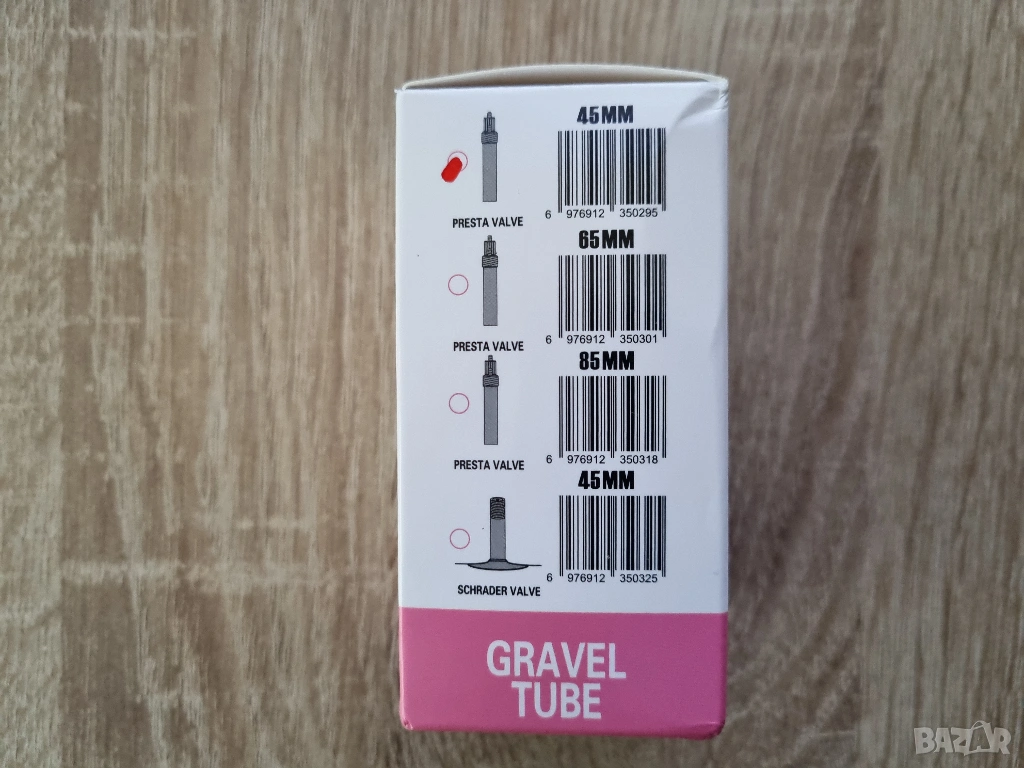 45MM
6 976912 350295
PRESTA VALVE
65MM
6 976912 350301
PRESTA VALVE
85MM
6 976912 350318
PRESTA VALVE
45MM
6 976912 350325
SCHRADER VALVE
GRAVEL
TUBE
BAZAR